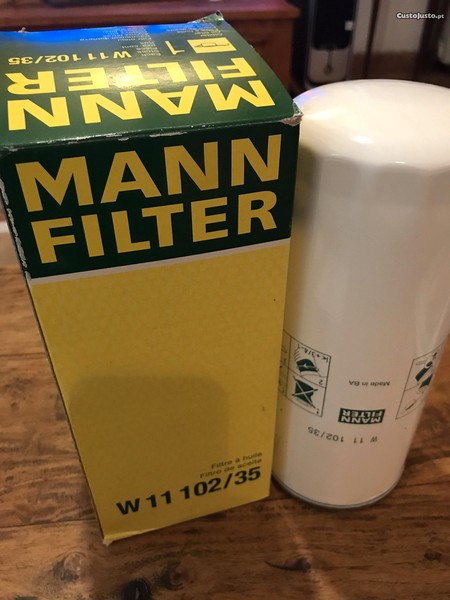 CustoJusto.pt
1
W 11 102/35
MANN
FILTER
MANN
FILTER
Filtre à huile
Filtro de aceite
W 11 102/35
Made in BA
MANN
FILTER
W 11 102/35